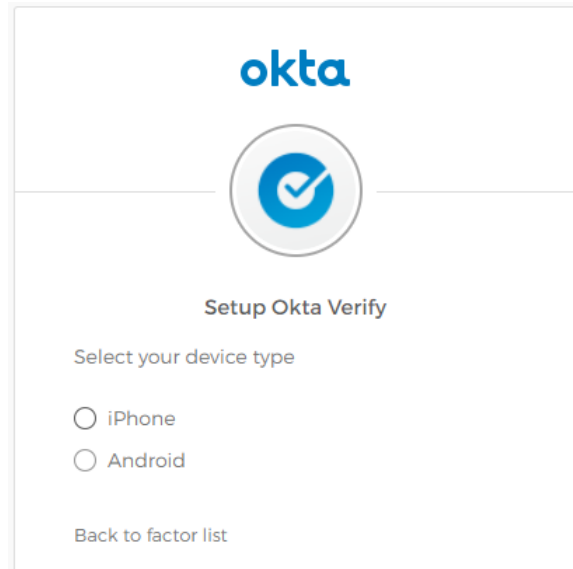 okta
Setup Okta Verify
Select your device type
iPhone
Android
Back to factor list